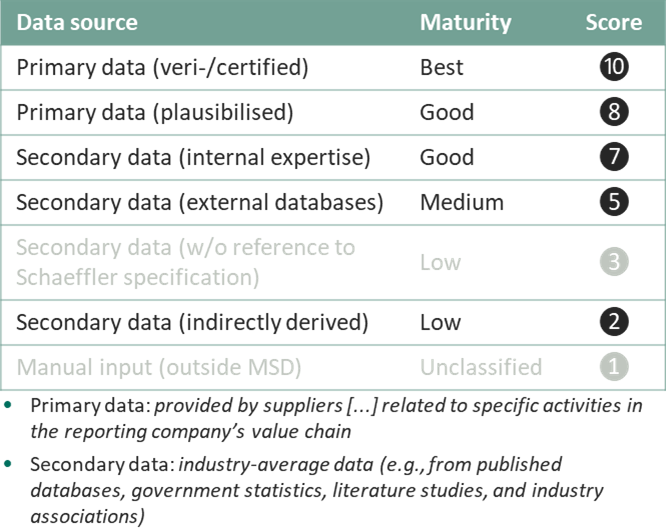 Data source Maturity Score
Primary data (veri-/certified) Best 10
Primary data (plausibilised) Good 8
Secondary data (internal expertise) Good 7
Secondary data (external databases) Medium 5
Secondary data (w/o reference to
Schaeffler specification) Low 3
Secondary data (indirectly derived) Low 2
Manual input (outside MSD) Unclassified 1
• Primary data: provided by suppliers [...] related to specific activities in
the reporting company's value chain
• Secondary data: industry-average data (e.g., from published
databases, government statistics, literature studies, and industry
associations)